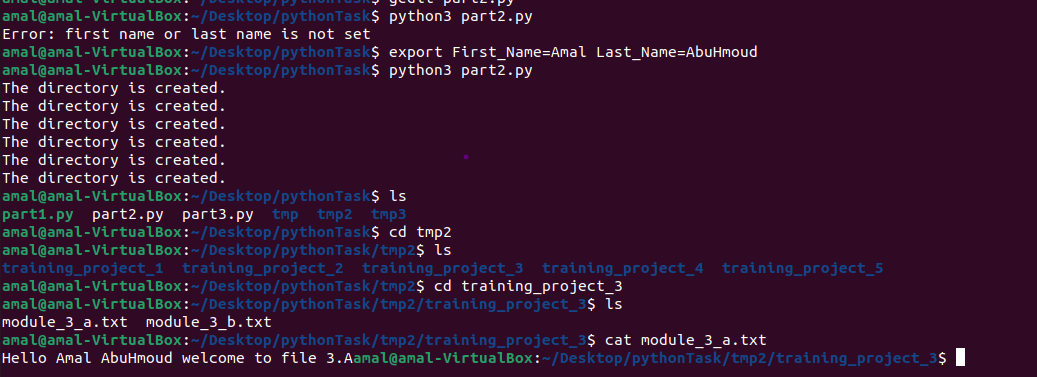 amal@amal-VirtualBox:~/Desktop/pythonTask$ gedit part2.py
amal@amal-VirtualBox:~/Desktop/pythonTask$ python3 part2.py
Error: first name or last name is not set
amal@amal-VirtualBox:~/Desktop/pythonTask$ export First_Name=Amal Last_Name=AbuHmoud
amal@amal-VirtualBox:~/Desktop/pythonTask$ python3 part2.py
The directory is created.
The directory is created.
The directory is created.
The directory is created.
The directory is created.
The directory is created.
amal@amal-VirtualBox:~/Desktop/pythonTask$ ls
part1.py  part2.py  part3.py  tmp  tmp2  tmp3
amal@amal-VirtualBox:~/Desktop/pythonTask$ cd tmp2
amal@amal-VirtualBox:~/Desktop/pythonTask/tmp2$ ls
training_project_1  training_project_2  training_project_3  training_project_4  training_project_5
amal@amal-VirtualBox:~/Desktop/pythonTask/tmp2$ cd training_project_3
amal@amal-VirtualBox:~/Desktop/pythonTask/tmp2/training_project_3$ ls
module_3_a.txt  module_3_b.txt
amal@amal-VirtualBox:~/Desktop/pythonTask/tmp2/training_project_3$ cat module_3_a.txt
Hello Amal AbuHmoud welcome to file 3.Aamal@amal-VirtualBox:~/Desktop/pythonTask/tmp2/training_project_3$